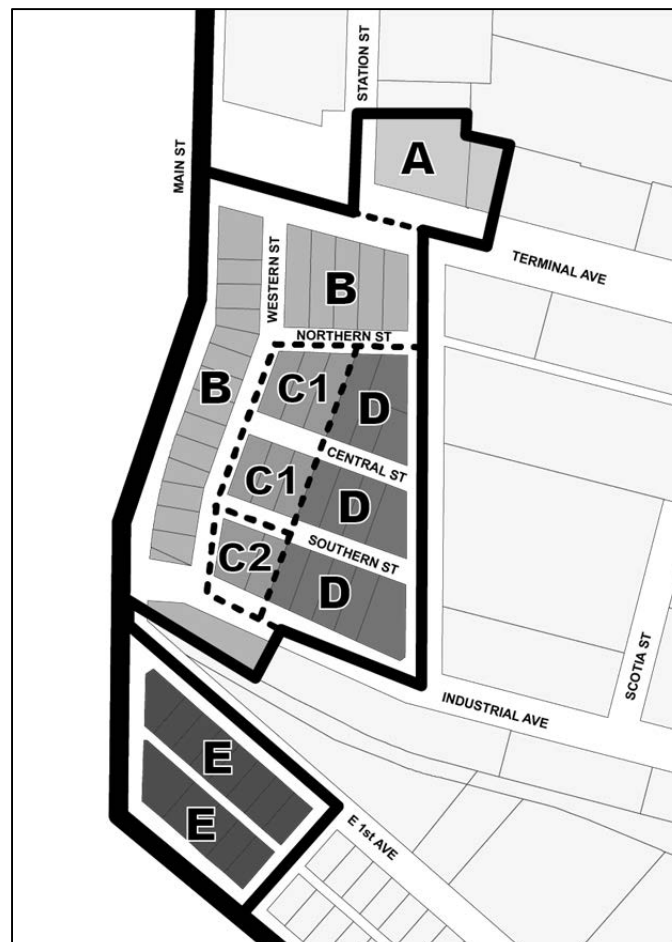 STATION ST
A
MAIN ST
TERMINAL AVE
WESTERN ST
B
NORTHERN ST
B
C1
D
CENTRAL ST
C1
D
SOUTHERN ST
C2
D
SCOTIA ST
INDUSTRIAL AVE
E
E
E 1st AVE